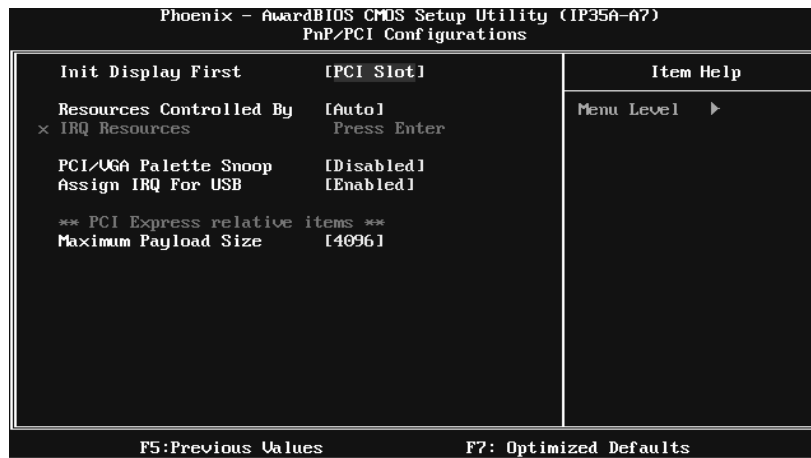 Phoenix - AwardBIOS CMOS Setup Utility (IP35A-A7)
PnP/PCI Configurations
Init Display First [PCI Slot] Item Help
Resources Controlled By [Auto] Menu Level ▶
x IRQ Resources Press Enter
PCI/VGA Palette Snoop [Disabled]
Assign IRQ For USB [Enabled]
** PCI Express relative items **
Maximum Payload Size [4096]
F5:Previous Values F7: Optimized Defaults